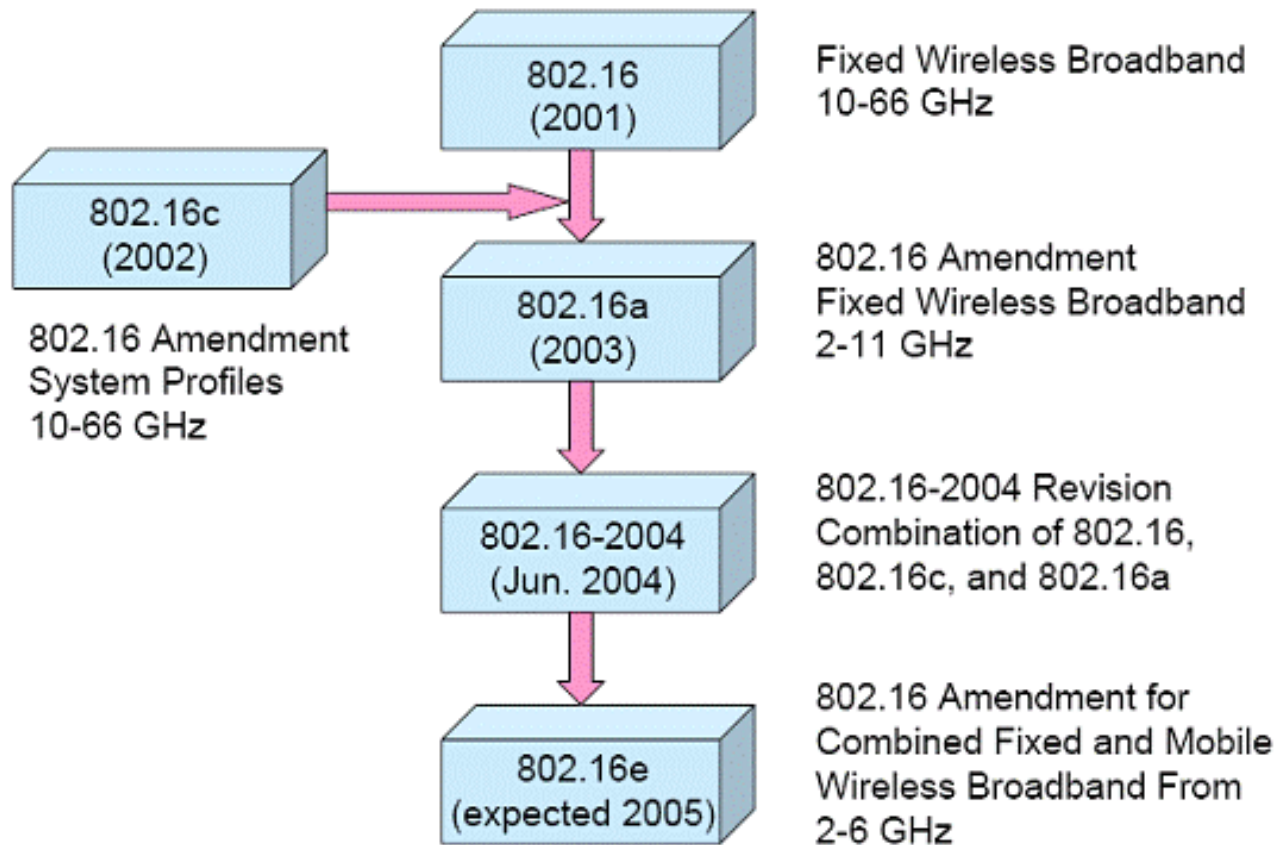 802.16
(2001)
Fixed Wireless Broadband
10-66 GHz
802.16c
(2002)
802.16 Amendment
System Profiles
10-66 GHz
802.16a
(2003)
802.16 Amendment
Fixed Wireless Broadband
2-11 GHz
802.16-2004
(Jun. 2004)
802.16-2004 Revision
Combination of 802.16,
802.16c, and 802.16a
802.16e
(expected 2005)
802.16 Amendment for
Combined Fixed and Mobile
Wireless Broadband From
2-6 GHz